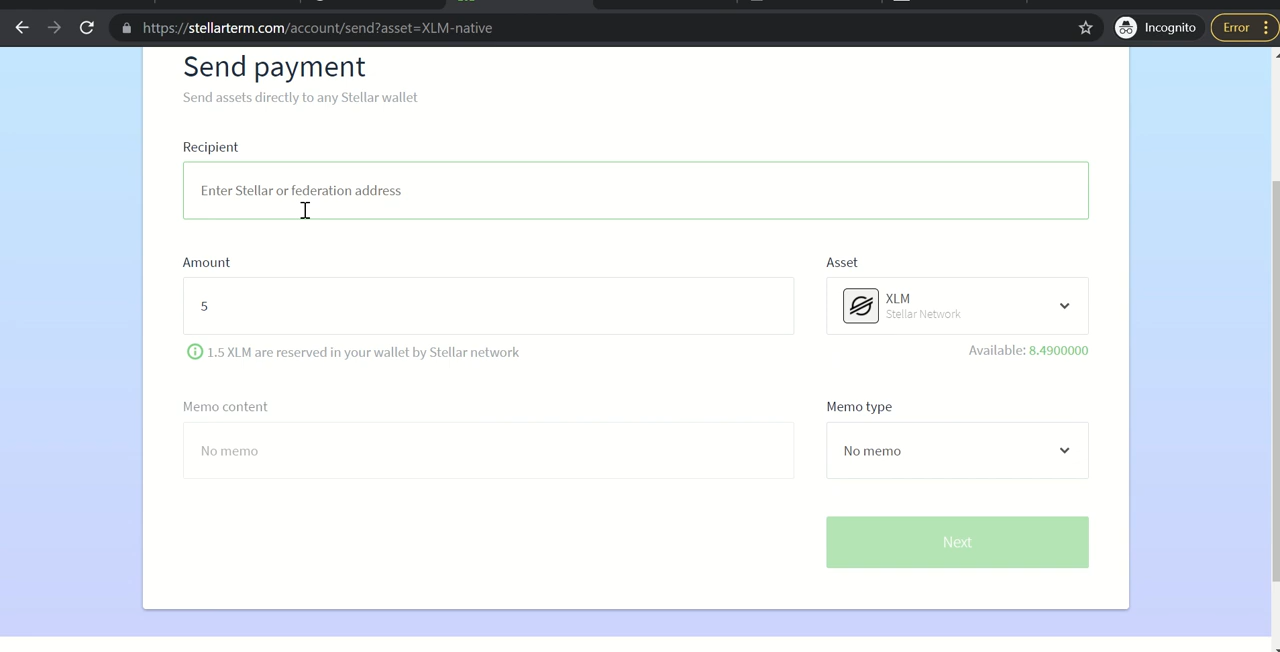 https://stellarterm.com/account/send?asset=XLM-native
Incognito
Error
Send payment
Send assets directly to any Stellar wallet
Recipient
Enter Stellar or federation address
Amount
Asset
5
XLM
Stellar Network
1.5 XLM are reserved in your wallet by Stellar network
Available: 8.4900000
Memo content
Memo type
No memo
No memo
Next